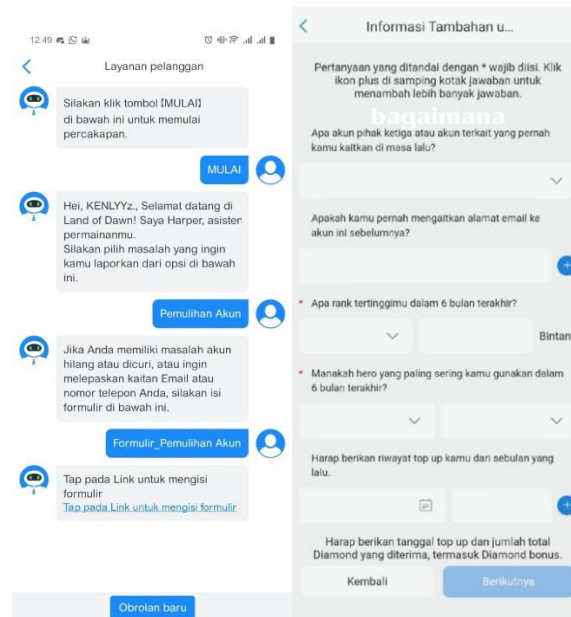 12.49
Layanan pelanggan
Silakan klik tombol [MULAI]
di bawah ini untuk memulai
percakapan.
MULAI
Hei, KENLYYz., Selamat datang di
Land of Dawn! Saya Harper, asisten
permainanmu.
Silakan pilih masalah yang ingin
kamu laporkan dari opsi di bawah
ini.
Pemulihan Akun
Jika Anda memiliki masalah akun
hilang atau dicuri, atau ingin
melepaskan kaitan Email atau
nomor telepon Anda, silakan isi
formulir di bawah ini.
Formulir_Pemulihan Akun
Tap pada Link untuk mengisi
formulir
Tap pada Link untuk mengisi formulir
Obrolan baru
Informasi Tambahan u...
Pertanyaan yang ditandai dengan * wajib diisi. Klik
ikon plus di samping kotak jawaban untuk
menambah lebih banyak jawaban.
bagaimana
Apa akun pihak ketiga atau akun terkait yang pernah
kamu kaitkan di masa lalu?
Apakah kamu pernah mengaitkan alamat email ke
akun ini sebelumnya?
* Apa rank tertinggimu dalam 6 bulan terakhir?
Bintan
* Manakah hero yang paling sering kamu gunakan dalam
6 bulan terakhir?
Harap berikan riwayat top up kamu dari sebulan yang
lalu.
Harap berikan tanggal top up dan jumlah total
Diamond yang diterima, termasuk Diamond bonus.
Kembali
Berikutnya